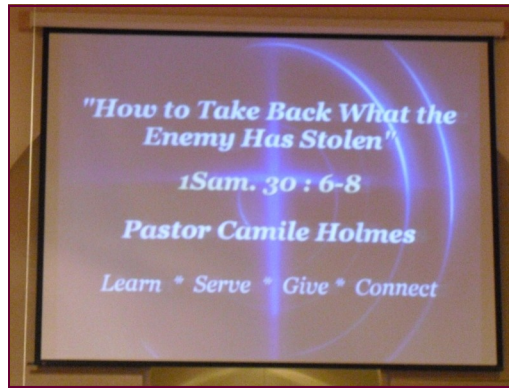 "How to Take Back What the
Enemy Has Stolen"
1Sam. 30 : 6-8
Pastor Camile Holmes
Learn * Serve * Give * Connect